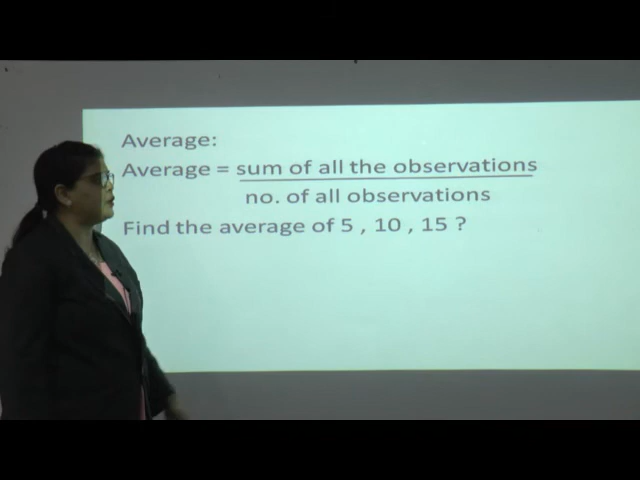 Average:
Average = sum of all the observations
no. of all observations
Find the average of 5 , 10 , 15 ?